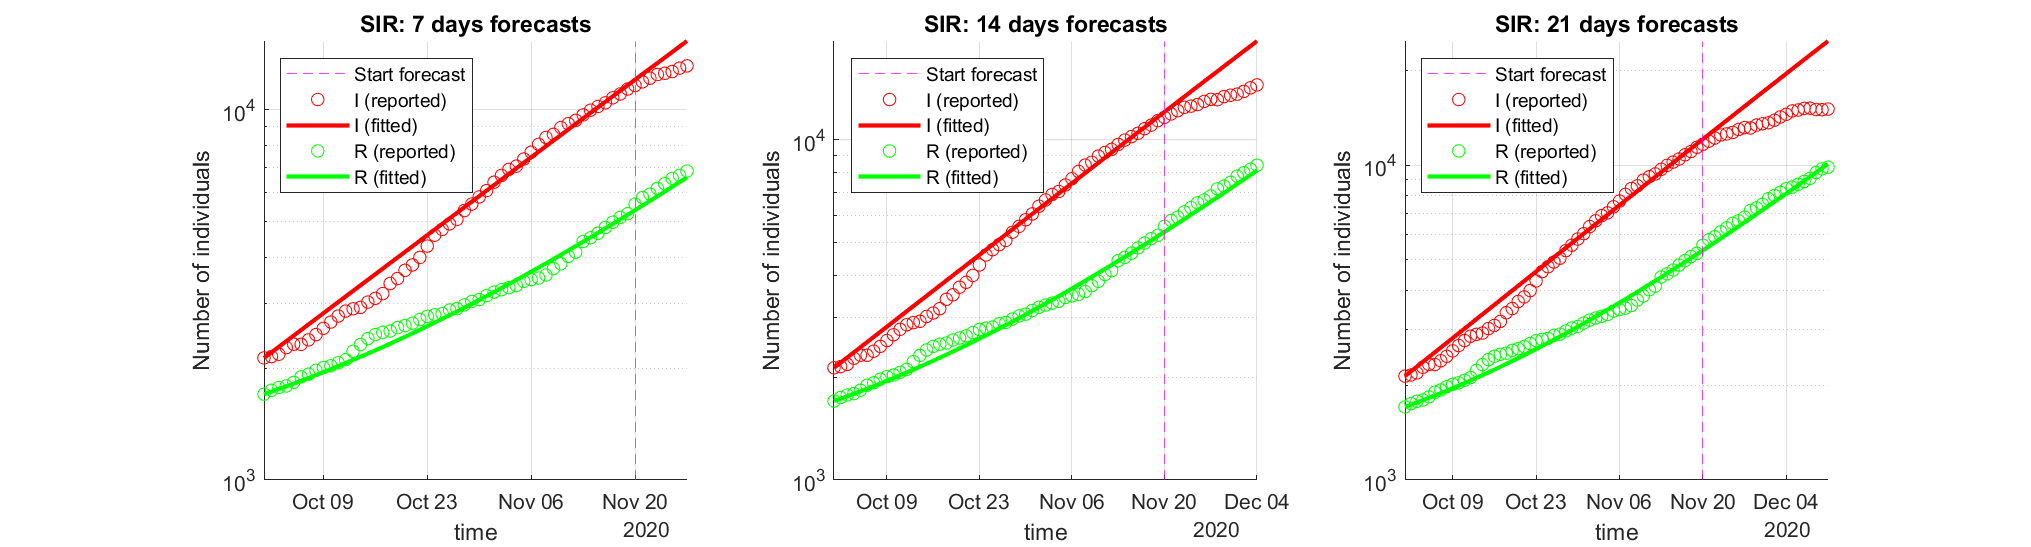 SIR: 7 days forecasts
Number of individuals
10^4
10^3
Start forecast
I (reported)
I (fitted)
R (reported)
R (fitted)
Oct 09 Oct 23 Nov 06 Nov 20
2020
time
SIR: 14 days forecasts
Number of individuals
10^4
10^3
Start forecast
I (reported)
I (fitted)
R (reported)
R (fitted)
Oct 09 Oct 23 Nov 06 Nov 20 Dec 04
2020
time
SIR: 21 days forecasts
Number of individuals
10^4
10^3
Start forecast
I (reported)
I (fitted)
R (reported)
R (fitted)
Oct 09 Oct 23 Nov 06 Nov 20 Dec 04
2020
time